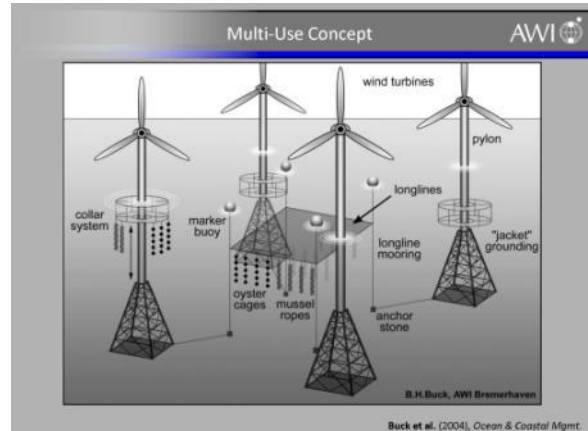 Multi-Use Concept
AWI
wind turbines
pylon
longlines
collar
system
marker
buoy
longline
mooring
"jacket"
grounding
oyster
cages
mussel
ropes
anchor
stone
B.H.Buck, AWI Bremerhaven
Buck et al. (2004), Ocean & Coastal Mgmt.